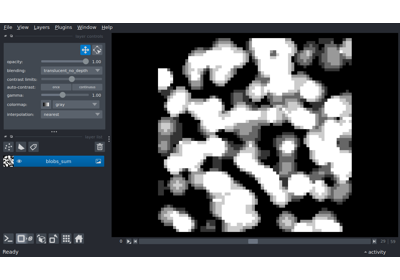 File View Layers Plugins Window Help
opacity: 1.00
blending: translucent_no_depth
contrast limits:
auto-contrast: once continuous
gamma: 1.00
colormap: gray
interpolation: nearest
blobs_sum
Ready
activity